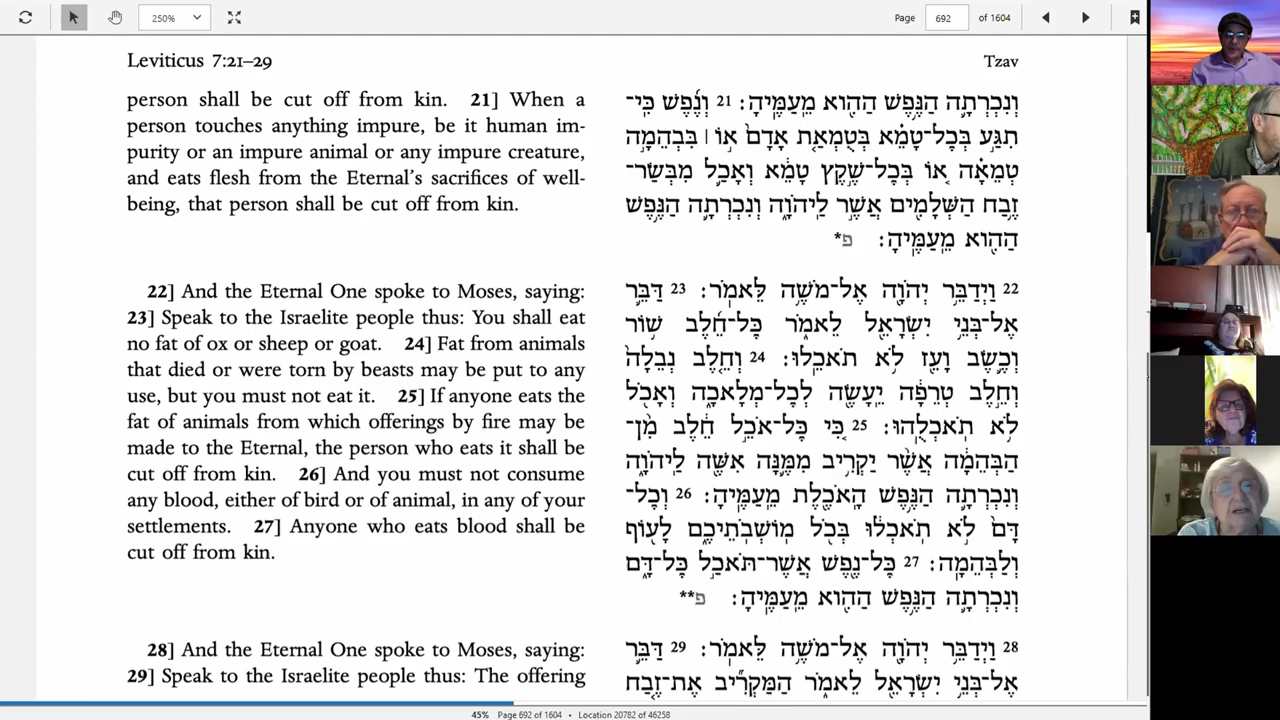 250%
Page 692 of 1604
Leviticus 7:21–29
Tzav
person shall be cut off from kin. 21] When a
person touches anything impure, be it human im-
purity or an impure animal or any impure creature,
and eats flesh from the Eternal's sacrifices of well-
being, that person shall be cut off from kin.
22] And the Eternal One spoke to Moses, saying:
23] Speak to the Israelite people thus: You shall eat
no fat of ox or sheep or goat. 24] Fat from animals
that died or were torn by beasts may be put to any
use, but you must not eat it. 25] If anyone eats the
fat of animals from which offerings by fire may be
made to the Eternal, the person who eats it shall be
cut off from kin. 26] And you must not consume
any blood, either of bird or of animal, in any of your
settlements. 27] Anyone who eats blood shall be
cut off from kin.
28] And the Eternal One spoke to Moses, saying:
29] Speak to the Israelite people thus: The offering
וְנִכְרְתָ֛ה הַנֶּ֥פֶשׁ הַהִ֖וא מֵעַמֶּֽיהָ׃ 21 וְנֶ֜פֶשׁ כִּֽי־
תִגַּ֣ע בְּכׇל־טָמֵ֗א בְּטֻמְאַ֤ת אָדָם֙ א֣וֹ ׀ בִּבְהֵמָ֣ה
טְמֵאָ֗ה א֚וֹ בְּכׇל־שֶׁ֣קֶץ טָמֵ֔א וְאָכַ֛ל מִבְּשַׂר־
זֶ֥בַח הַשְּׁלָמִ֖ים אֲשֶׁ֣ר לַיהֹוָ֑ה וְנִכְרְתָ֛ה הַנֶּ֥פֶשׁ
הַהִ֖וא מֵעַמֶּֽיהָ׃ פ*
22 וַיְדַבֵּ֥ר יְהֹוָ֖ה אֶל־מֹשֶׁ֥ה לֵּאמֹֽר׃ 23 דַּבֵּ֛ר
אֶל־בְּנֵ֥י יִשְׂרָאֵ֖ל לֵאמֹ֑ר כׇּל־חֵ֜לֶב שׁ֥וֹר
וְכֶ֛שֶׂב וָעֵ֖ז לֹ֥א תֹאכֵֽלוּ׃ 24 וְחֵ֤לֶב נְבֵלָה֙
וְחֵ֣לֶב טְרֵפָ֔ה יֵעָשֶׂ֖ה לְכׇל־מְלָאכָ֑ה וְאָכֹ֖ל
לֹ֥א תֹאכְלֻֽהוּ׃ 25 כִּ֚י כׇּל־אֹכֵ֣ל חֵ֔לֶב מִ֨ן־
הַבְּהֵמָ֔ה אֲשֶׁ֨ר יַקְרִ֥יב מִמֶּ֛נָּה אִשֶּׁ֖ה לַיהֹוָ֑ה
וְנִכְרְתָ֛ה הַנֶּ֥פֶשׁ הָאֹכֶ֖לֶת מֵעַמֶּֽיהָ׃ 26 וְכׇל־
דָּם֙ לֹ֣א תֹאכְל֔וּ בְּכֹ֖ל מוֹשְׁבֹתֵיכֶ֑ם לָע֖וֹף
וְלַבְּהֵמָֽה׃ 27 כׇּל־נֶ֖פֶשׁ אֲשֶׁר־תֹּאכַ֣ל כׇּל־דָּ֑ם
וְנִכְרְתָ֛ה הַנֶּ֥פֶשׁ הַהִ֖וא מֵעַמֶּֽיהָ׃ פ**
28 וַיְדַבֵּ֥ר יְהֹוָ֖ה אֶל־מֹשֶׁ֥ה לֵּאמֹֽר׃ 29 דַּבֵּ֛ר
אֶל־בְּנֵ֥י יִשְׂרָאֵ֖ל לֵאמֹ֑ר הַמַּקְרִ֞יב אֶת־זֶ֤בַח
45% Page 692 of 1604 • Location 20782 of 46258